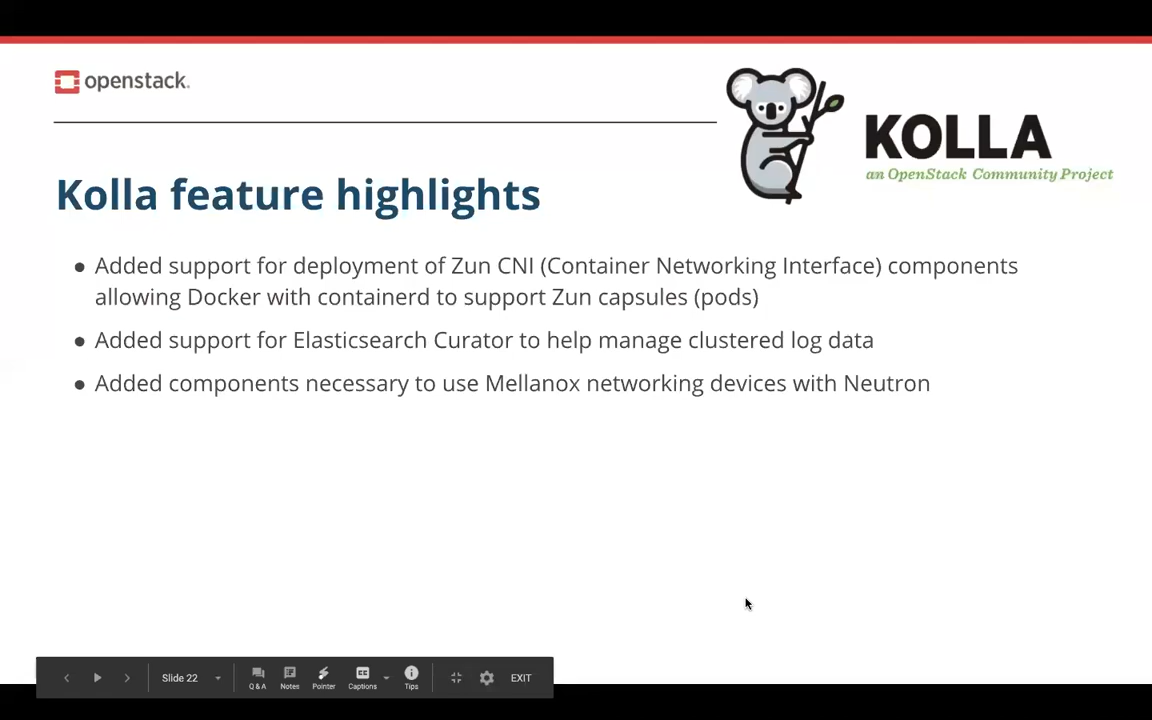 openstack.
KOLLA
an OpenStack Community Project
Kolla feature highlights
● Added support for deployment of Zun CNI (Container Networking Interface) components
allowing Docker with containerd to support Zun capsules (pods)
● Added support for Elasticsearch Curator to help manage clustered log data
● Added components necessary to use Mellanox networking devices with Neutron
Slide 22
Q & A
Notes
Pointer
Captions
Tips
EXIT